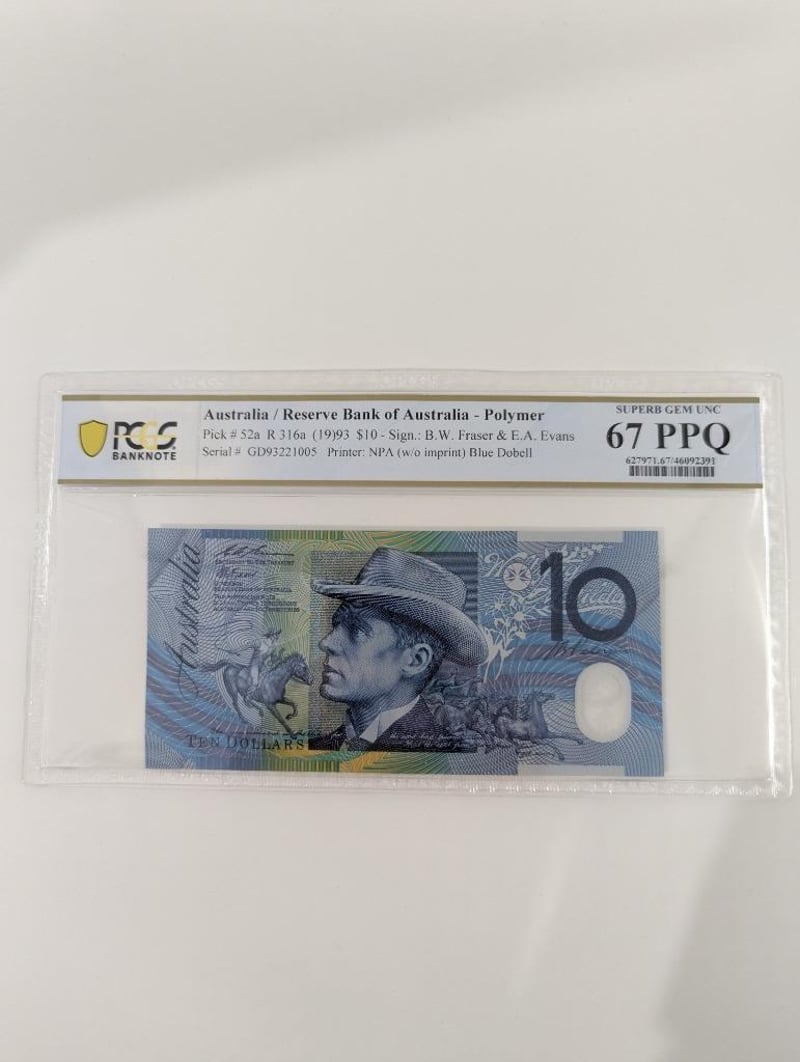 PCGS
BANKNOTE
Australia / Reserve Bank of Australia - Polymer
Pick # 52a R 316a (19)93 $10 - Sign.: B.W. Fraser & E.A. Evans
Serial # GD93221005 Printer: NPA (w/o imprint) Blue Dobell
SUPERB GEM UNC
67 PPQ
627971.67/46092391
Australia
10
TEN DOLLARS